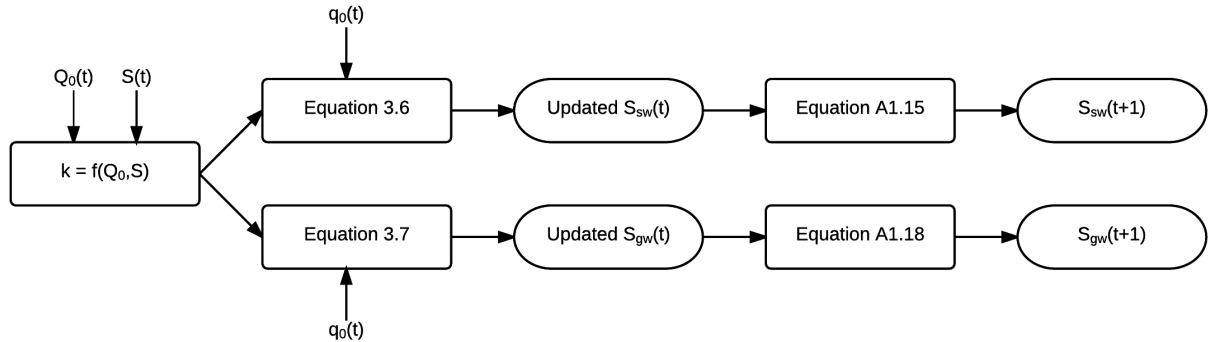 q₀(t)
Q₀(t)
S(t)
Equation 3.6
Updated Sₛw(t)
Equation A1.15
Sₛw(t+1)
k = f(Q₀,S)
Equation 3.7
Updated Sgw(t)
Equation A1.18
Sgw(t+1)
q₀(t)